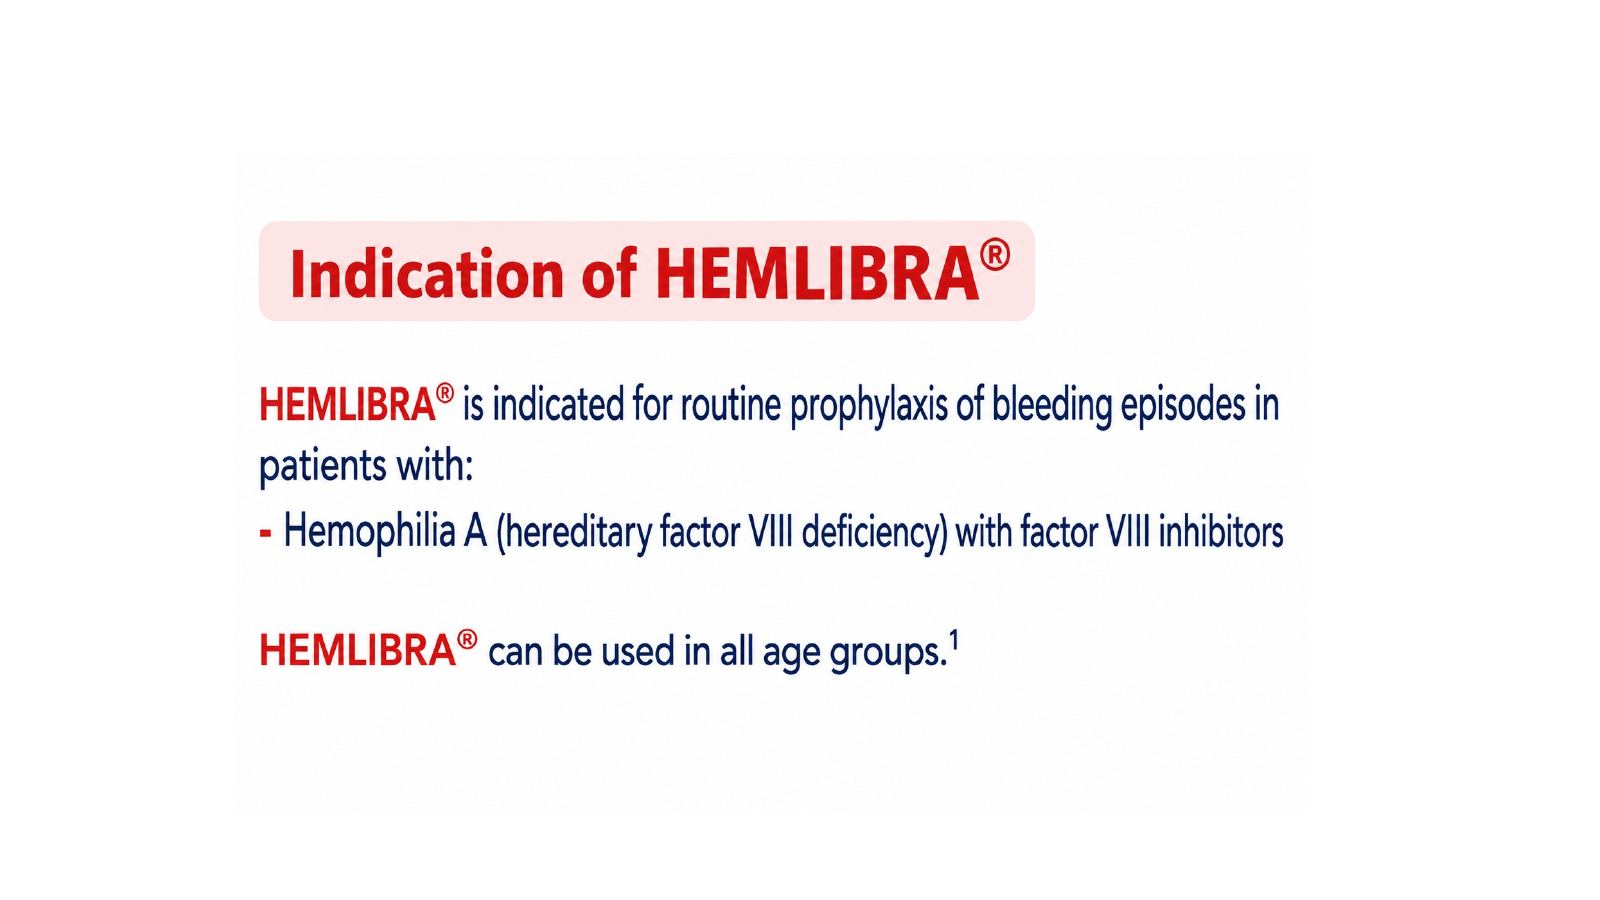 Indication of HEMLIBRA®
HEMLIBRA® is indicated for routine prophylaxis of bleeding episodes in
patients with:
- Hemophilia A (hereditary factor VIII deficiency) with factor VIII inhibitors
HEMLIBRA® can be used in all age groups.¹